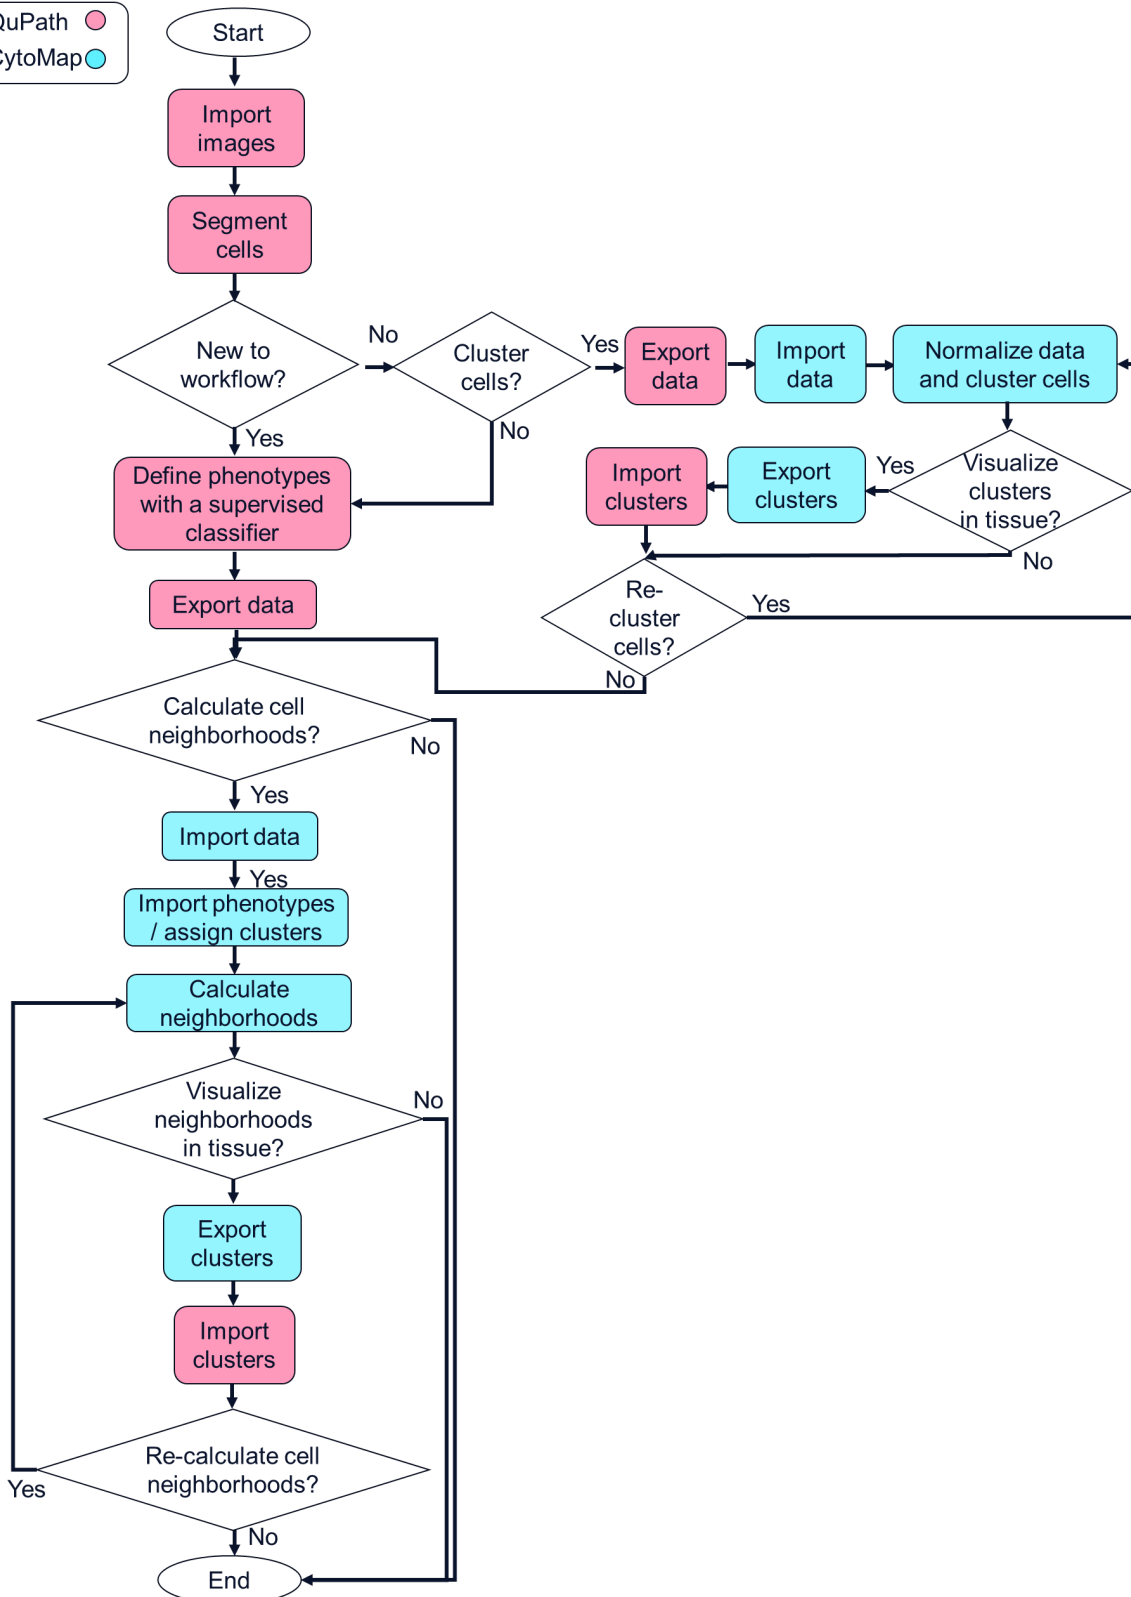 QuPath
CytoMap
Start
Import
images
Segment
cells
New to
workflow?
No
Yes
Cluster
cells?
Yes
No
Export
data
Import
data
Normalize data
and cluster cells
Visualize
clusters
in tissue?
Yes
No
Export
clusters
Import
clusters
Re-
cluster
cells?
Yes
No
Define phenotypes
with a supervised
classifier
Export data
Calculate cell
neighborhoods?
No
Yes
Import data
Yes
Import phenotypes
/ assign clusters
Calculate
neighborhoods
Visualize
neighborhoods
in tissue?
No
Export
clusters
Import
clusters
Re-calculate cell
neighborhoods?
Yes
No
End